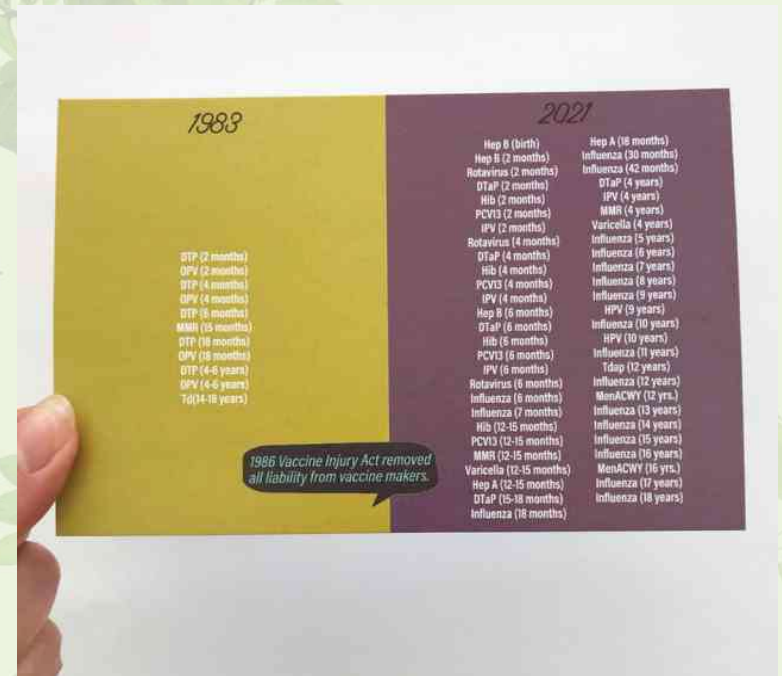 1983
DTP (2 months)
OPV (2 months)
DTP (4 months)
OPV (4 months)
DTP (6 months)
MMR (15 months)
DTP (18 months)
OPV (18 months)
DTP (4-6 years)
OPV (4-6 years)
Td(14-18 years)
1986 Vaccine Injury Act removed
all liability from vaccine makers.
2021
Hep B (birth)
Hep B (2 months)
Rotavirus (2 months)
DTaP (2 months)
Hib (2 months)
PCV13 (2 months)
IPV (2 months)
Rotavirus (4 months)
DTaP (4 months)
Hib (4 months)
PCV13 (4 months)
IPV (4 months)
Hep B (6 months)
DTaP (6 months)
Hib (6 months)
PCV13 (6 months)
IPV (6 months)
Rotavirus (6 months)
Influenza (6 months)
Influenza (7 months)
Hib (12-15 months)
PCV13 (12-15 months)
MMR (12-15 months)
Varicella (12-15 months)
Hep A (12-15 months)
DTaP (15-18 months)
Influenza (18 months)
Hep A (18 months)
Influenza (30 months)
Influenza (42 months)
DTaP (4 years)
IPV (4 years)
MMR (4 years)
Varicella (4 years)
Influenza (5 years)
Influenza (6 years)
Influenza (7 years)
Influenza (8 years)
Influenza (9 years)
HPV (9 years)
Influenza (10 years)
HPV (10 years)
Influenza (11 years)
Tdap (12 years)
Influenza (12 years)
MenACWY (12 yrs.)
Influenza (13 years)
Influenza (14 years)
Influenza (15 years)
Influenza (16 years)
MenACWY (16 yrs.)
Influenza (17 years)
Influenza (18 years)